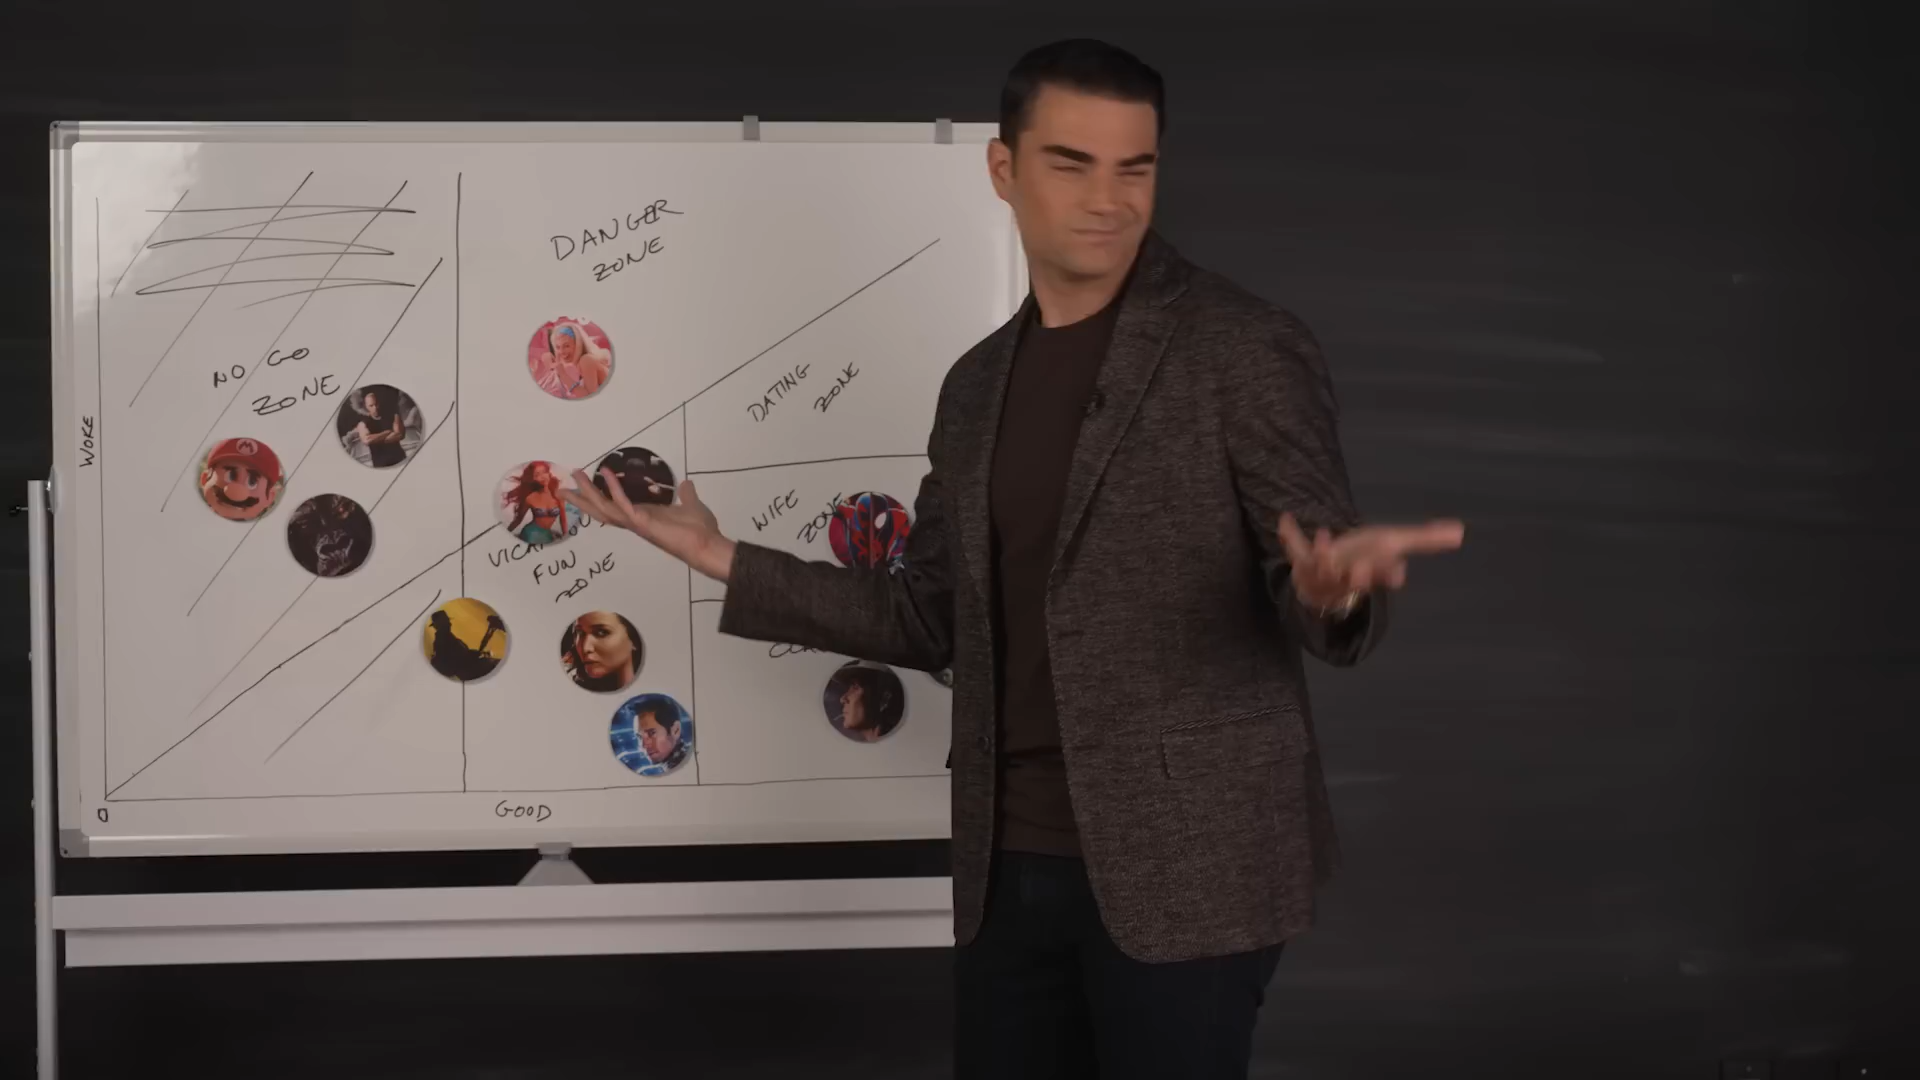 DANGER
ZONE
NO GO
ZONE
DATING
ZONE
WOKE
WIFE
ZONE
FUN
ZONE
GOOD
0
M